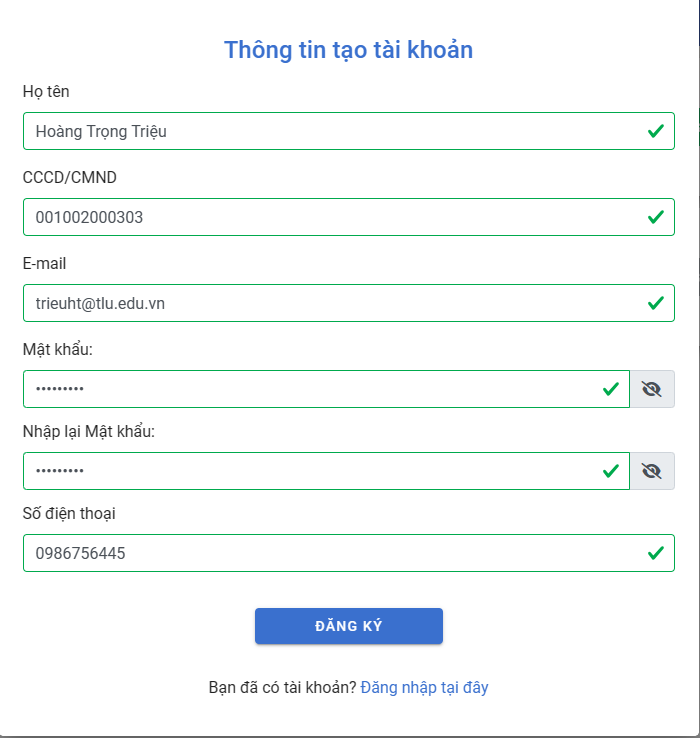 Thông tin tạo tài khoản
Họ tên
Hoàng Trọng Triệu
CCCD/CMND
001002000303
E-mail
trieuht@tlu.edu.vn
Mật khẩu:
•••••••••
Nhập lại Mật khẩu:
•••••••••
Số điện thoại
0986756445
ĐĂNG KÝ
Bạn đã có tài khoản? Đăng nhập tại đây